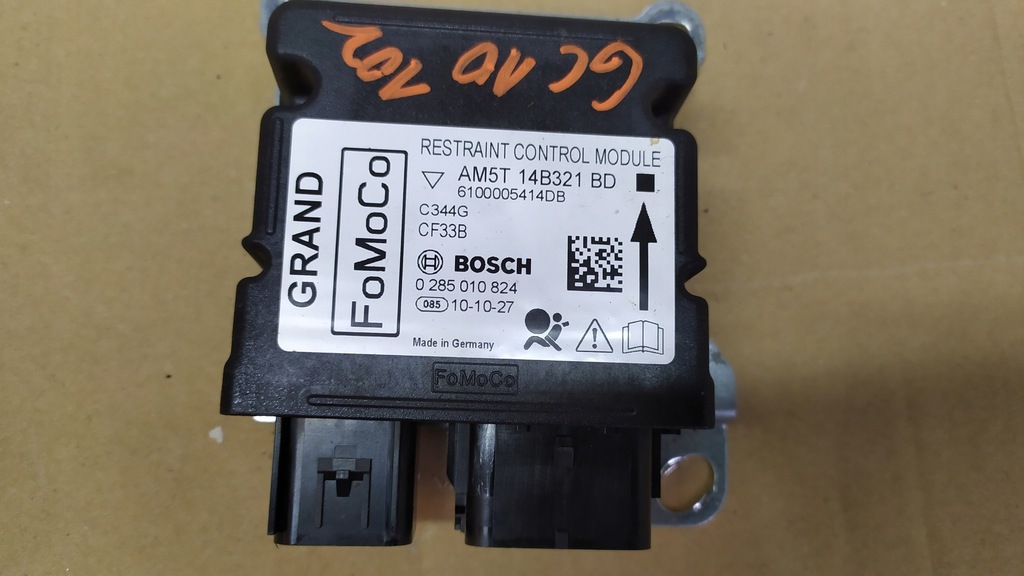 GC 10 102
RESTRAINT CONTROL MODULE
AM5T 14B321 BD
6100005414DB
C344G
CF33B
BOSCH
0 285 010 824
085 10-10-27
Made in Germany
GRAND
FoMoCo
FoMoCo